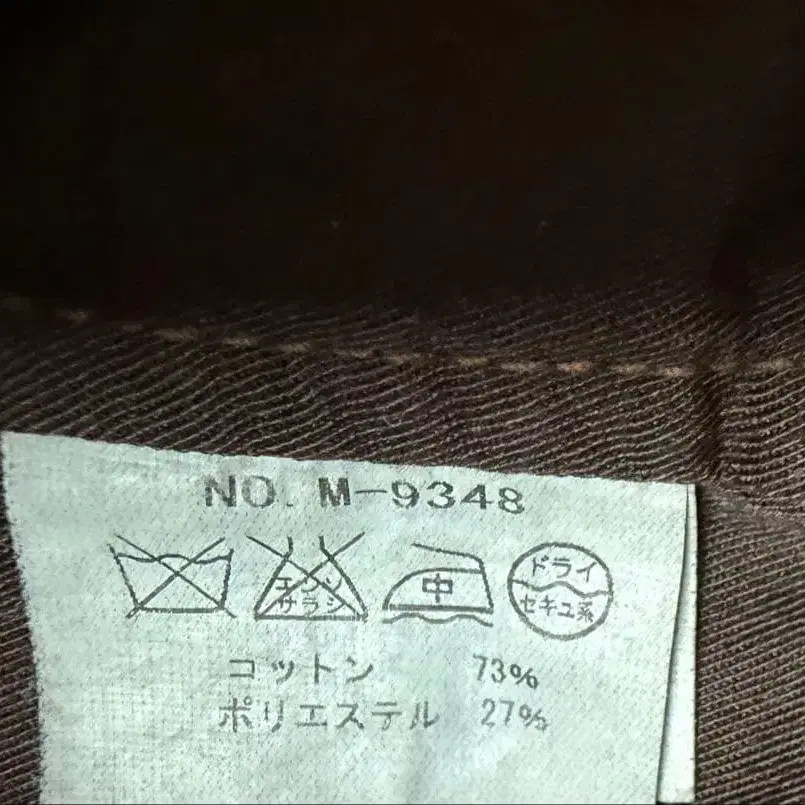 NO. M-9348
エンソ
サラシ
中
ドライ
セキユ系
コットン 73%
ポリエステル 27%